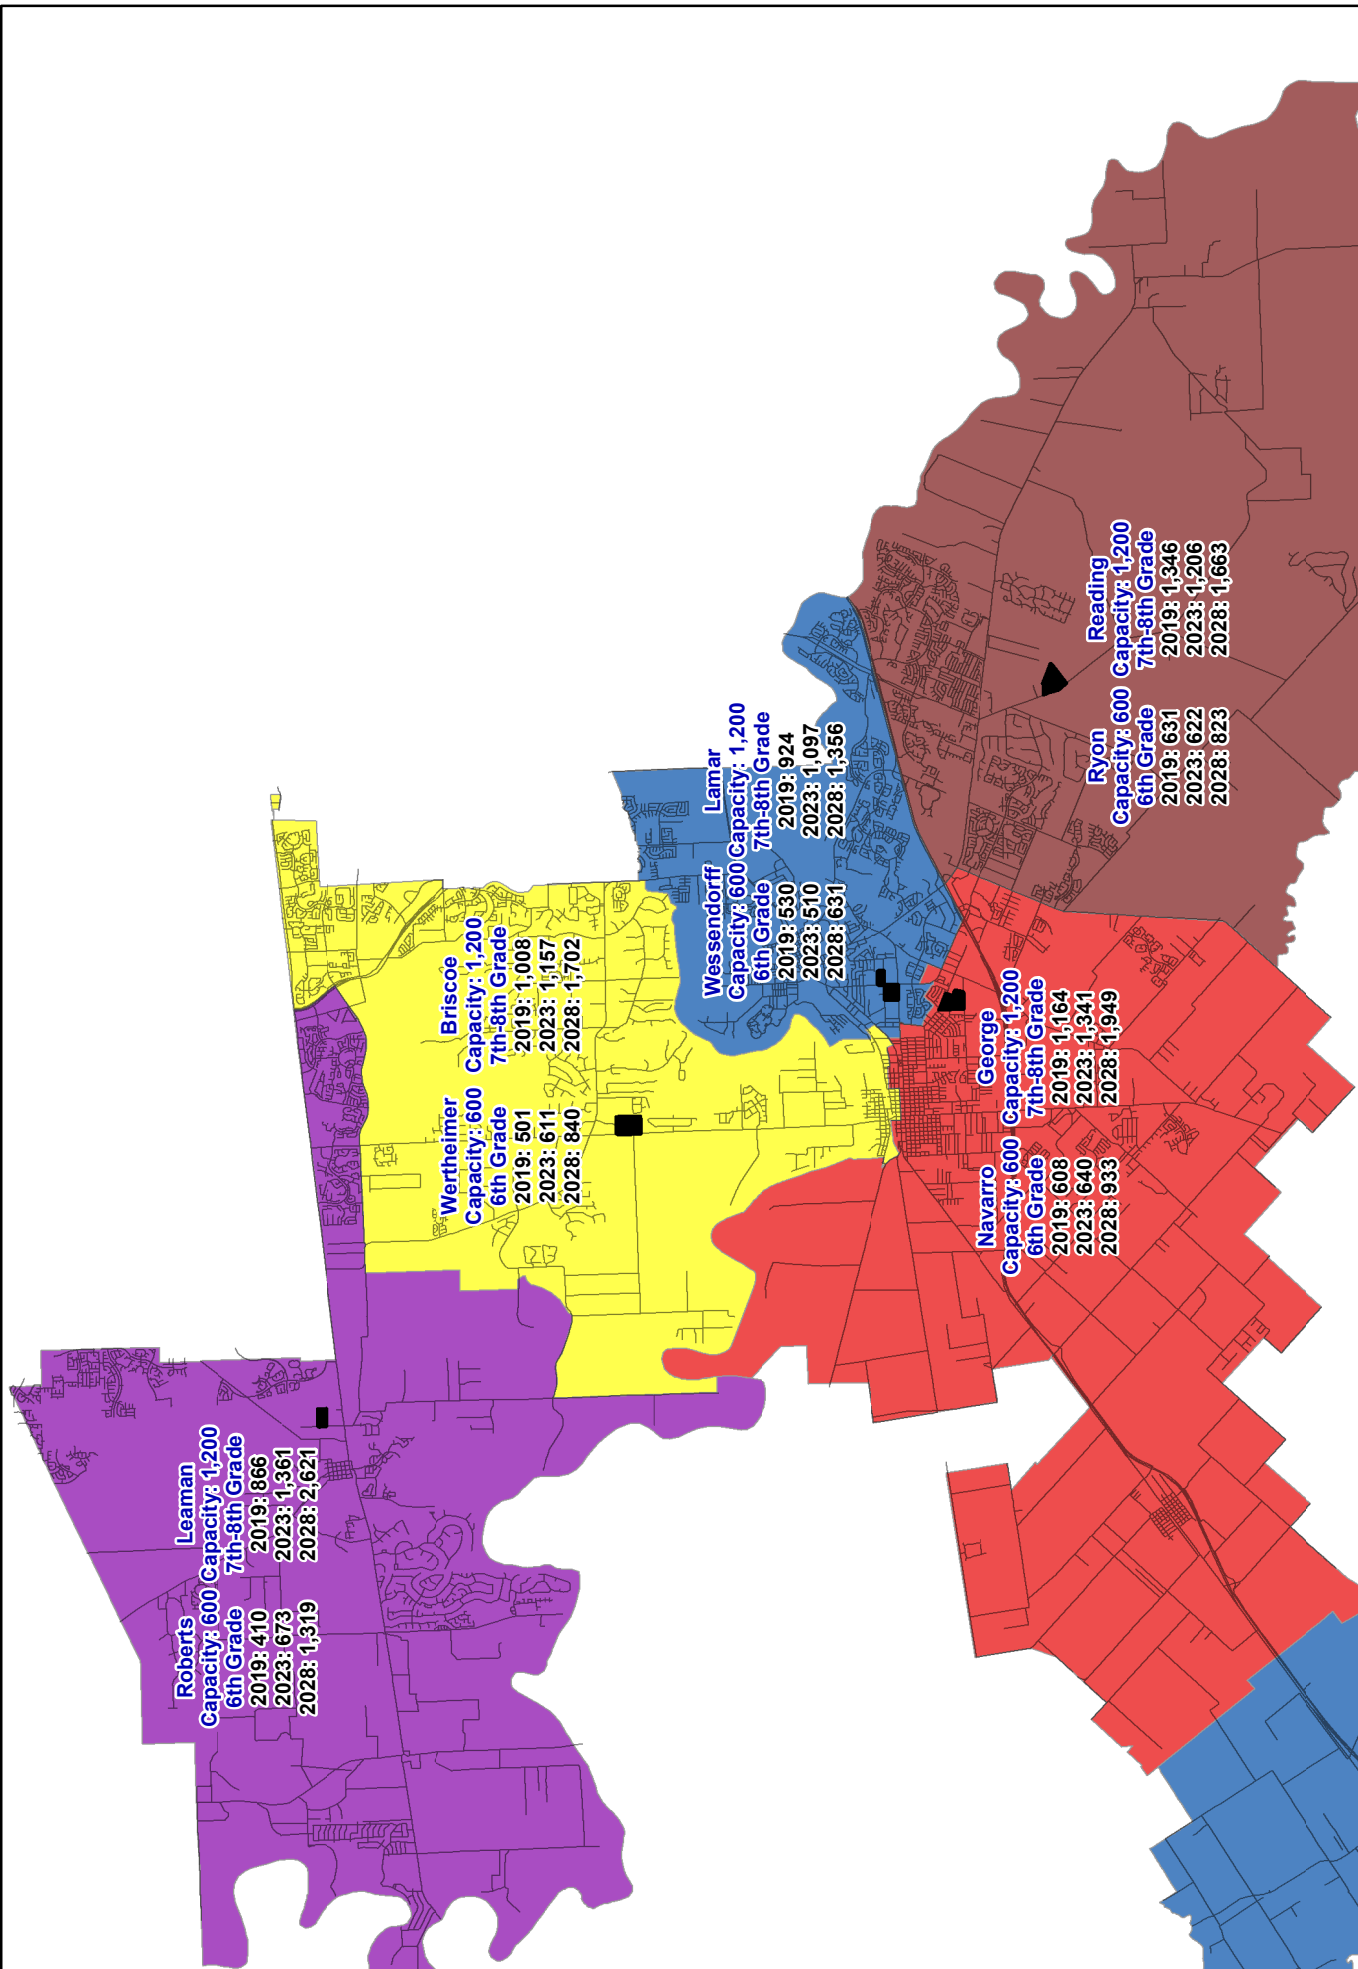 Roberts Leaman
Capacity: 600 Capacity: 1,200
6th Grade 7th-8th Grade
2019: 410 2019: 866
2023: 673 2023: 1,361
2028: 1,319 2028: 2,621
Wertheimer Briscoe
Capacity: 600 Capacity: 1,200
6th Grade 7th-8th Grade
2019: 501 2019: 1,008
2023: 611 2023: 1,157
2028: 840 2028: 1,702
Wessendorff Lamar
Capacity: 600 Capacity: 1,200
6th Grade 7th-8th Grade
2019: 530 2019: 924
2023: 510 2023: 1,097
2028: 631 2028: 1,356
Navarro George
Capacity: 600 Capacity: 1,200
6th Grade 7th-8th Grade
2019: 608 2019: 1,164
2023: 640 2023: 1,341
2028: 933 2028: 1,949
Ryon Reading
Capacity: 600 Capacity: 1,200
6th Grade 7th-8th Grade
2019: 631 2019: 1,346
2023: 622 2023: 1,206
2028: 823 2028: 1,663